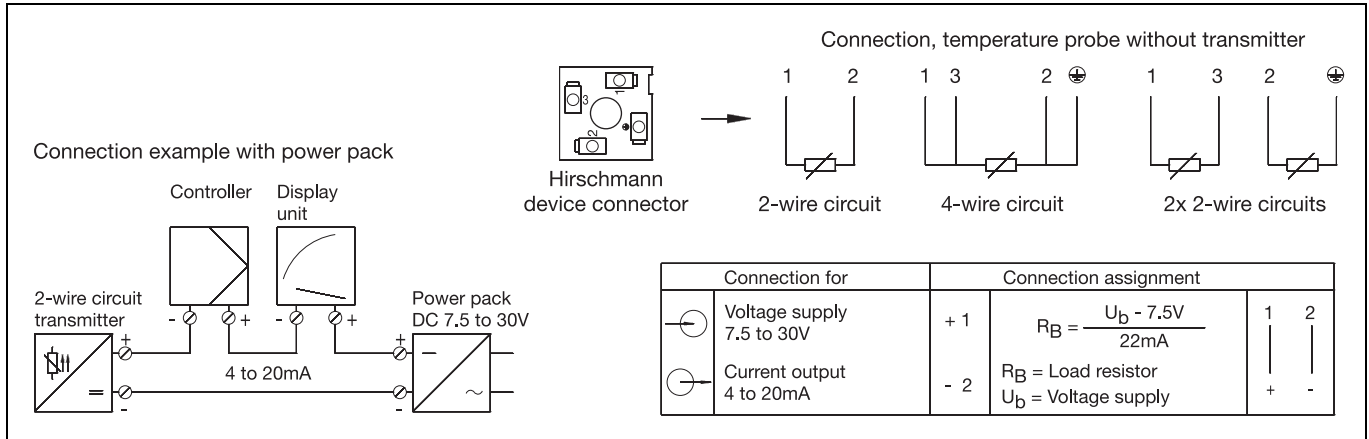 Connection, temperature probe without transmitter
1 2 1 3 2 1 3 2
1
3
2
Hirschmann
device connector
2-wire circuit 4-wire circuit 2x 2-wire circuits
Connection example with power pack
Controller
Display
unit
- + - +
2-wire circuit
transmitter
Power pack
DC 7.5 to 30V
+
-
4 to 20mA
+
-
Connection for Connection assignment
Voltage supply
7.5 to 30V
+ 1
RB = Ub - 7.5V
22mA
1 2
Current output
4 to 20mA
- 2
RB = Load resistor
Ub = Voltage supply
+ -